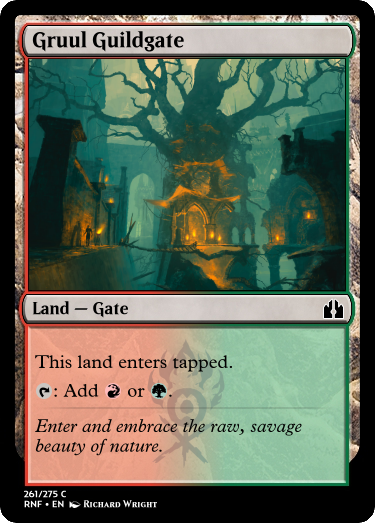 Gruul Guildgate
Land — Gate
This land enters tapped.
: Add or .
Enter and embrace the raw, savage
beauty of nature.
261/275 C
RNF • EN Richard Wright